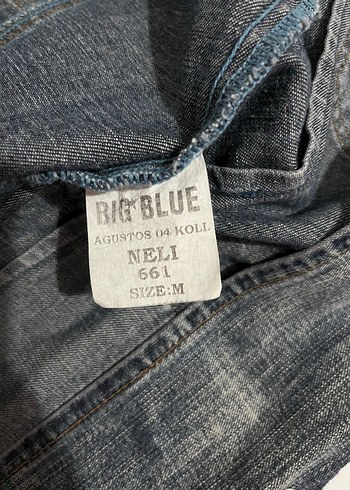 BIG★BLUE
AGUSTOS 04 KOLL
NELI
661
SIZE:M